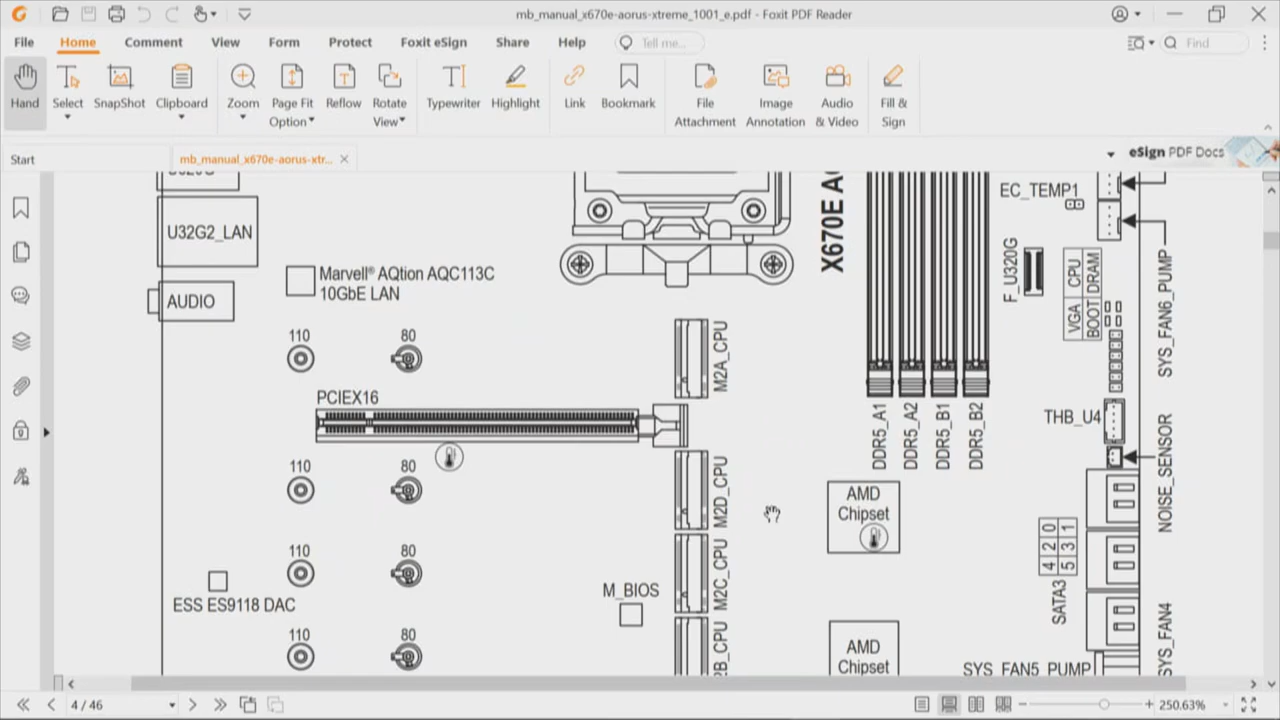 mb_manual_x670e-aorus-xtreme_1001_e.pdf - Foxit PDF Reader
File Home Comment View Form Protect Foxit eSign Share Help Tell me... Find
Hand Select SnapShot Clipboard Zoom Page Fit Option Reflow Rotate View Typewriter Highlight Link Bookmark File Attachment Image Annotation Audio & Video Fill & Sign
Start mb_manual_x670e-aorus-xtr... eSign PDF Docs
U32G2_LAN
AUDIO
Marvell® AQtion AQC113C
10GbE LAN
110 80
PCIEX16
110 80
110 80
ESS ES9118 DAC
110 80
M_BIOS
M2A_CPU
M2D_CPU
M2C_CPU
2B_CPU
X670E A
DDR5_A1
DDR5_A2
DDR5_B1
DDR5_B2
AMD
Chipset
AMD
Chipset
EC_TEMP1
F_U320G
VGA CPU
BOOT DRAM
THB_U4
SYS_FAN6_PUMP
NOISE_SENSOR
4 2 0
5 3 1
SATA3
SYS_FAN4
SYS_FAN5_PUMP
4 / 46 250.63%